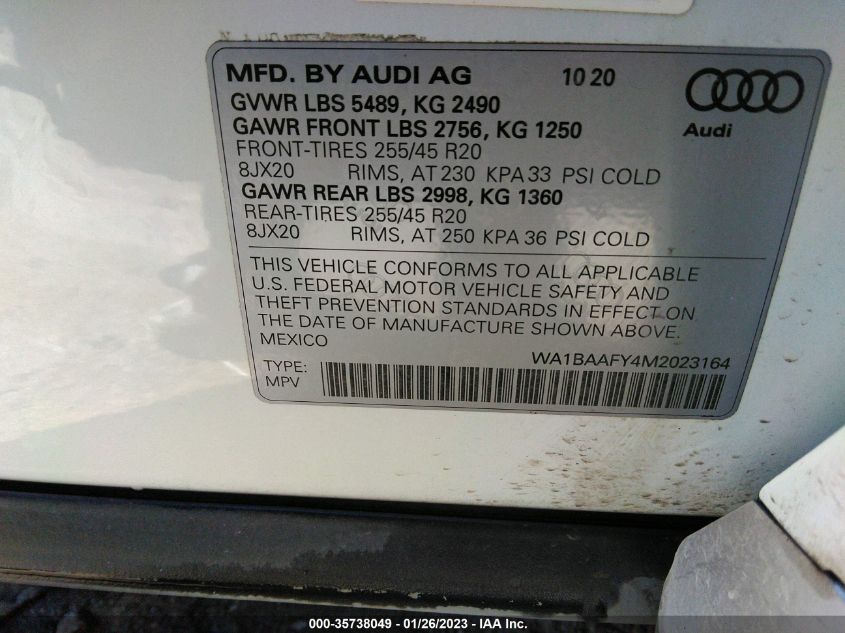 MFD. BY AUDI AG 10 20
GVWR LBS 5489, KG 2490
GAWR FRONT LBS 2756, KG 1250
FRONT-TIRES 255/45 R20
8JX20 RIMS, AT 230 KPA 33 PSI COLD
GAWR REAR LBS 2998, KG 1360
REAR-TIRES 255/45 R20
8JX20 RIMS, AT 250 KPA 36 PSI COLD
Audi
THIS VEHICLE CONFORMS TO ALL APPLICABLE
U.S. FEDERAL MOTOR VEHICLE SAFETY AND
THEFT PREVENTION STANDARDS IN EFFECT ON
THE DATE OF MANUFACTURE SHOWN ABOVE.
MEXICO
WA1BAAFY4M2023164
TYPE:
MPV
000-35738049 - 01/26/2023 - IAA Inc.